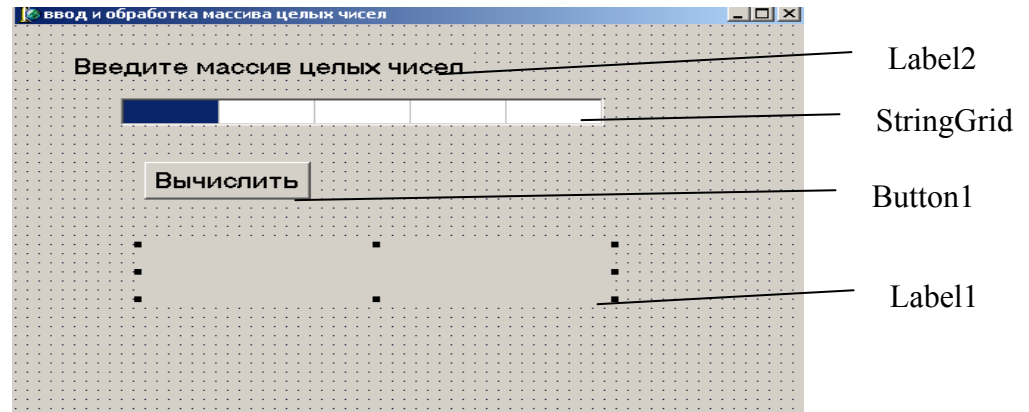 ввод и обработка массива целых чисел
Введите массив целых чисел
Label2
StringGrid
Вычислить
Button1
Label1